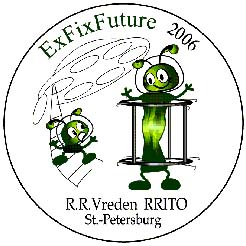 ExFixFuture 2006
R.R.Vreden RRITO
St.-Petersburg